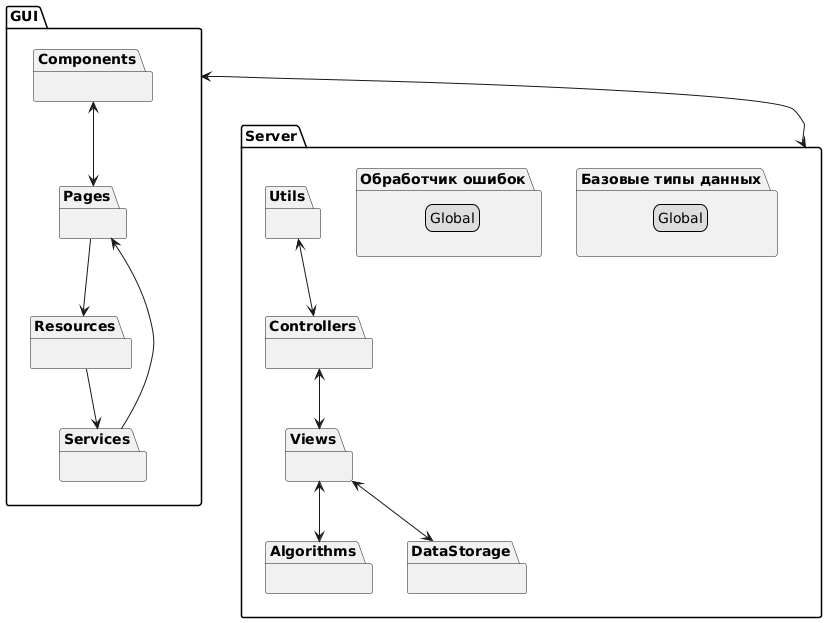 GUI
Components
Pages
Resources
Services
Server
Utils
Обработчик ошибок
Global
Базовые типы данных
Global
Controllers
Views
Algorithms
DataStorage